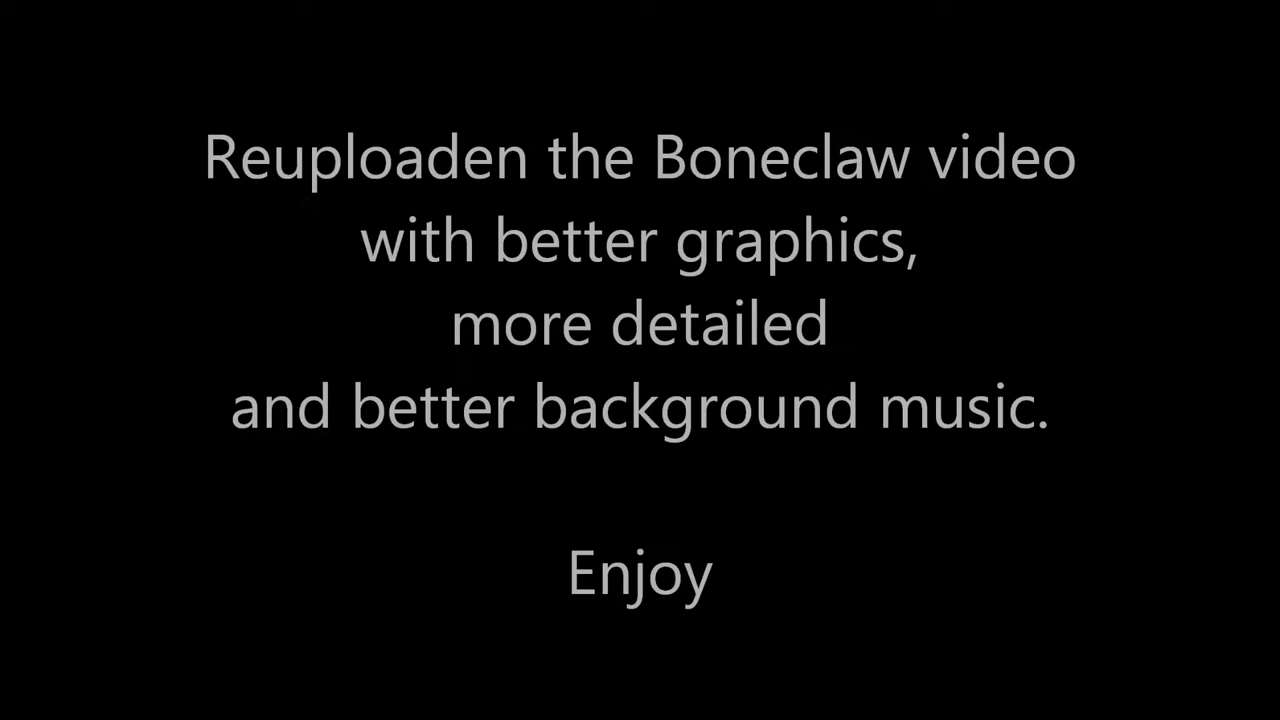 Reuploaden the Boneclaw video
with better graphics,
more detailed
and better background music.
Enjoy